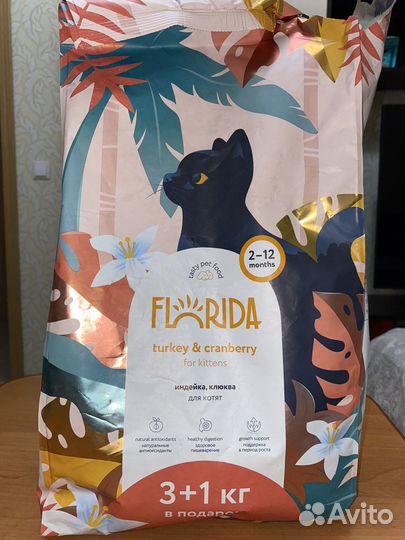 2–12
months
tasty pet food
FLORIDA
turkey & cranberry
for kittens
индейка, клюква
для котят
natural antioxidants
натуральные
антиоксиданты
healthy digestion
здоровое
пищеварение
growth support
поддержка
в период роста
3+1 кг
в подарок
Avito